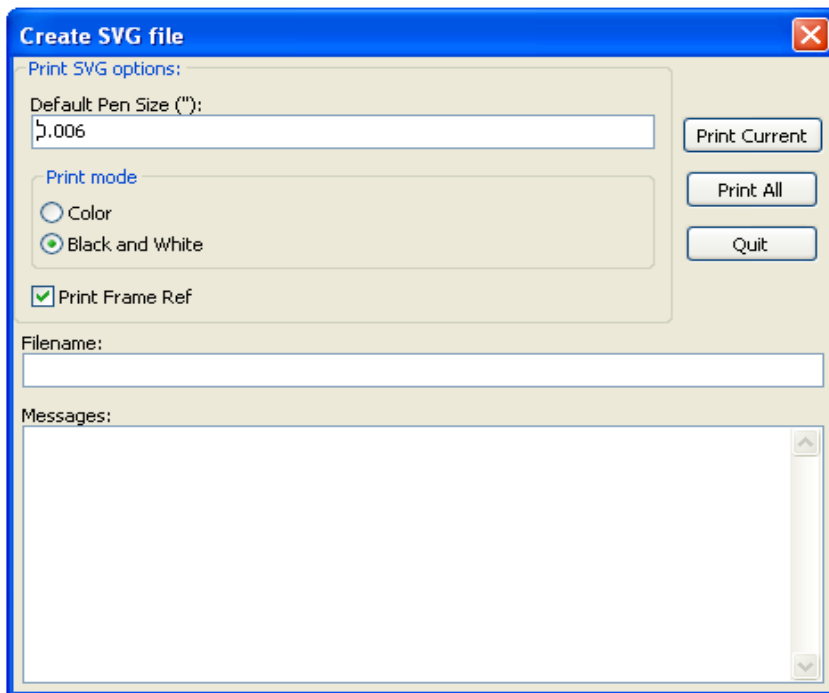 Create SVG file
Print SVG options:
Default Pen Size ("):
0.006
Print Current
Print mode
Print All
Color
Black and White
Quit
Print Frame Ref
Filename:
Messages: